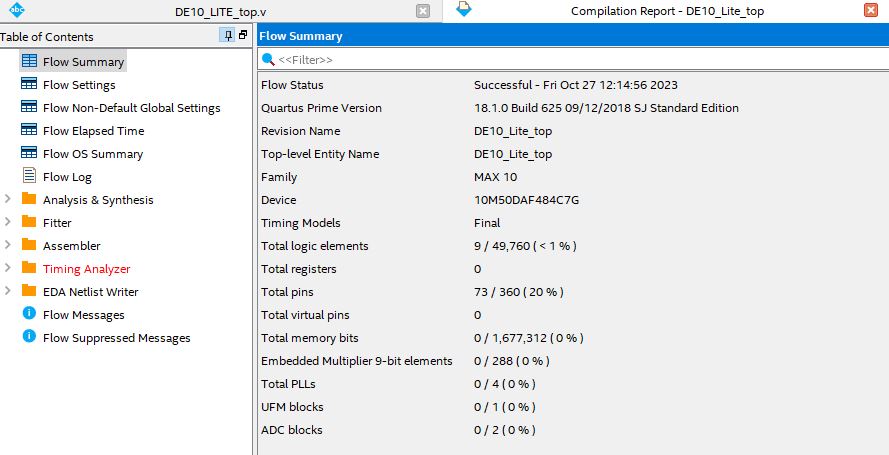 abc DE10_LITE_top.v
Compilation Report - DE10_Lite_top
Table of Contents
Flow Summary
Flow Settings
Flow Non-Default Global Settings
Flow Elapsed Time
Flow OS Summary
Flow Log
Analysis & Synthesis
Fitter
Assembler
Timing Analyzer
EDA Netlist Writer
Flow Messages
Flow Suppressed Messages
Flow Summary
<<Filter>>
Flow Status Successful - Fri Oct 27 12:14:56 2023
Quartus Prime Version 18.1.0 Build 625 09/12/2018 SJ Standard Edition
Revision Name DE10_Lite_top
Top-level Entity Name DE10_Lite_top
Family MAX 10
Device 10M50DAF484C7G
Timing Models Final
Total logic elements 9 / 49,760 ( < 1 % )
Total registers 0
Total pins 73 / 360 ( 20 % )
Total virtual pins 0
Total memory bits 0 / 1,677,312 ( 0 % )
Embedded Multiplier 9-bit elements 0 / 288 ( 0 % )
Total PLLs 0 / 4 ( 0 % )
UFM blocks 0 / 1 ( 0 % )
ADC blocks 0 / 2 ( 0 % )